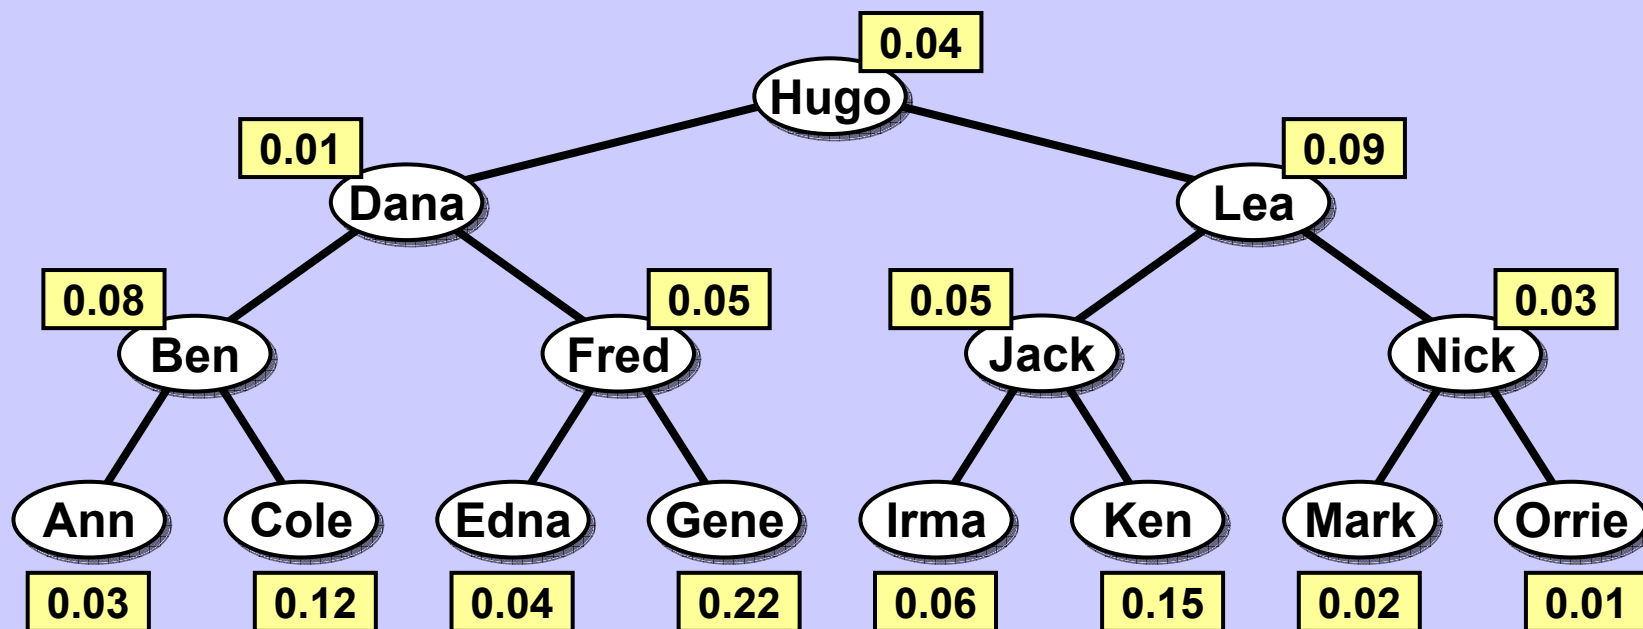 0.04
Hugo
0.01
0.09
Dana
Lea
0.08
0.05
0.05
0.03
Ben
Fred
Jack
Nick
Ann
Cole
Edna
Gene
Irma
Ken
Mark
Orrie
0.03
0.12
0.04
0.22
0.06
0.15
0.02
0.01